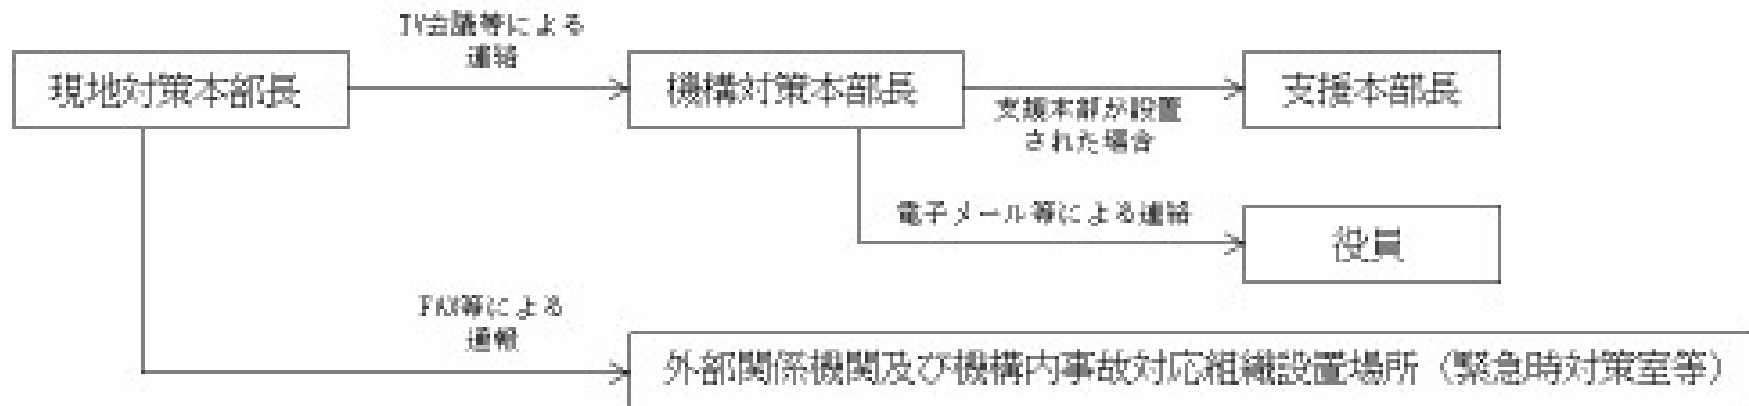 TV会議等による
連絡
現地対策本部長
機構対策本部長
支援本部長
支援本部が設置
された場合
電子メール等による連絡
役員
FAX等による
通報
外部関係機関及び機構内事故対応組織設置場所（緊急時対策室等）